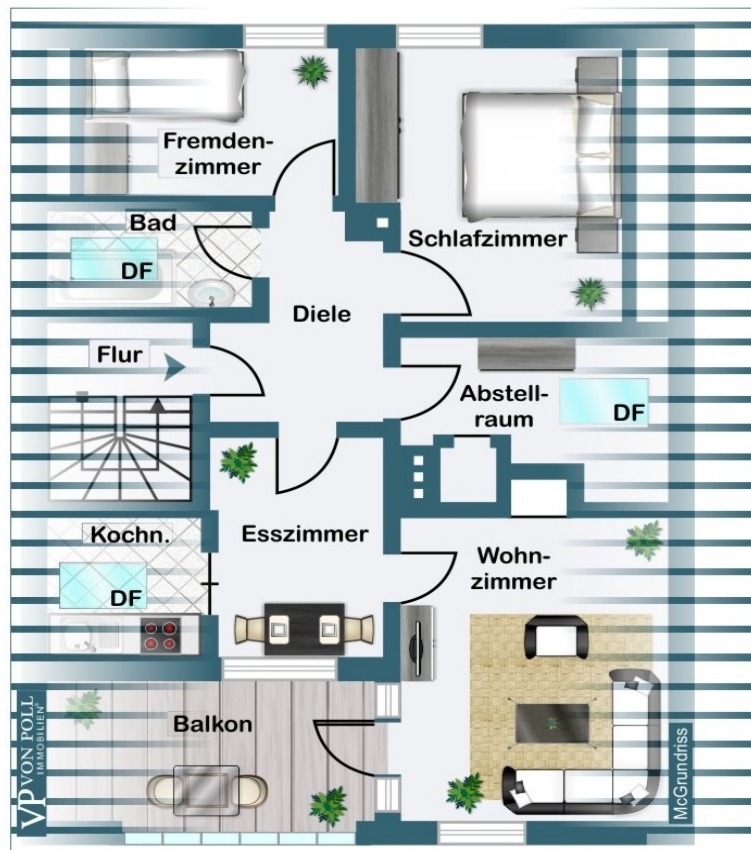 Fremden-
zimmer
Bad
DF
Schlafzimmer
Diele
Flur
Abstell-
raum
DF
Kochn.
DF
Esszimmer
Wohn-
zimmer
Balkon
VP VON POLL
IMMOBILIEN®
McGrundriss